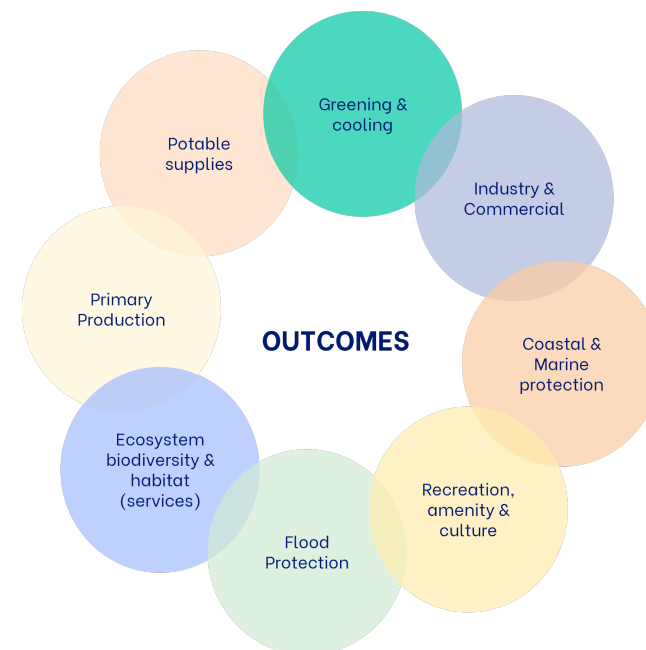 Greening &
cooling
Potable
supplies
Industry &
Commercial
Primary
Production
OUTCOMES
Coastal &
Marine
protection
Ecosystem
biodiversity &
habitat
(services)
Recreation,
amenity &
culture
Flood
Protection